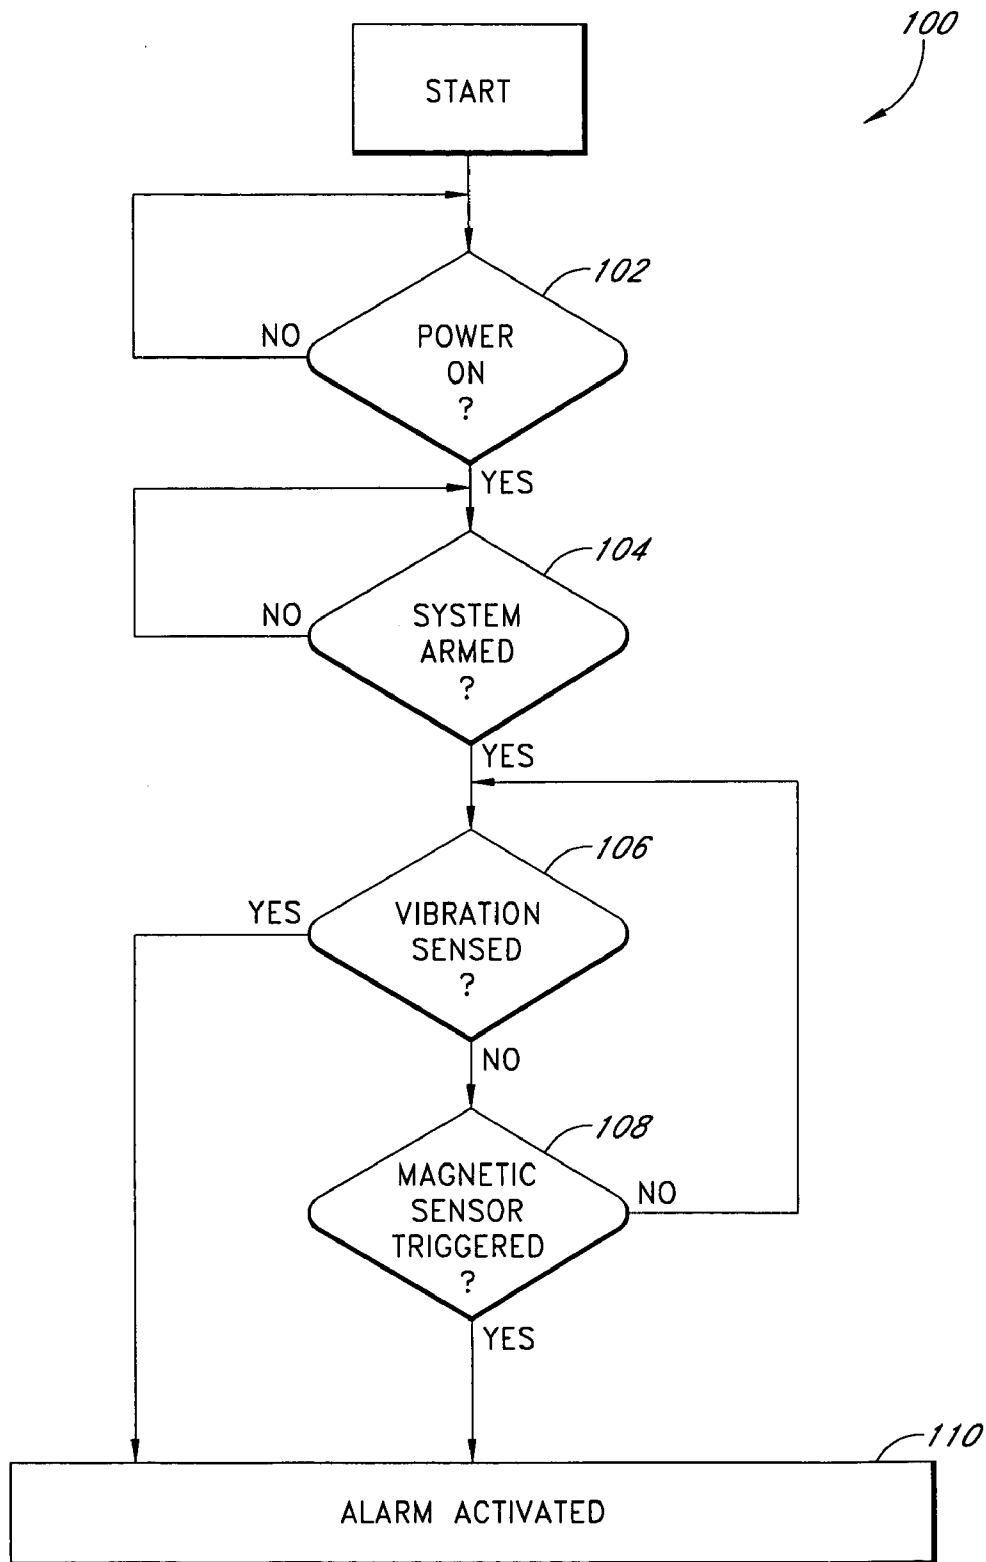 100
START
102
NO
POWER
ON
?
YES
104
NO
SYSTEM
ARMED
?
YES
106
YES
VIBRATION
SENSED
?
NO
108
MAGNETIC
SENSOR
TRIGGERED
?
NO
YES
110
ALARM ACTIVATED